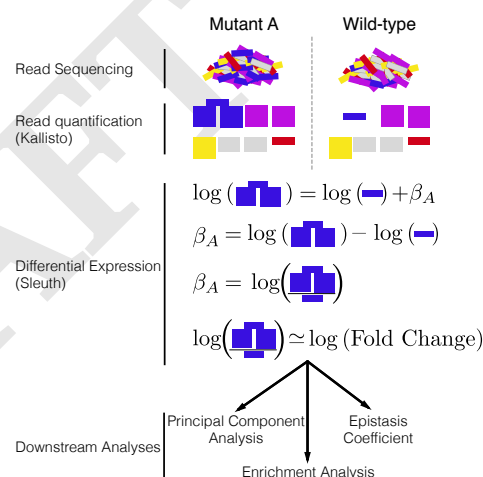 Mutant A
Wild-type
Read Sequencing
Read quantification
(Kallisto)
log ( ) = log ( ) + β_A
β_A = log ( ) − log ( )
Differential Expression
(Sleuth)
β_A = log ( )
log ( ) ≃ log (Fold Change)
Principal Component
Analysis
Epistasis
Coefficient
Downstream Analyses
Enrichment Analysis
AFT